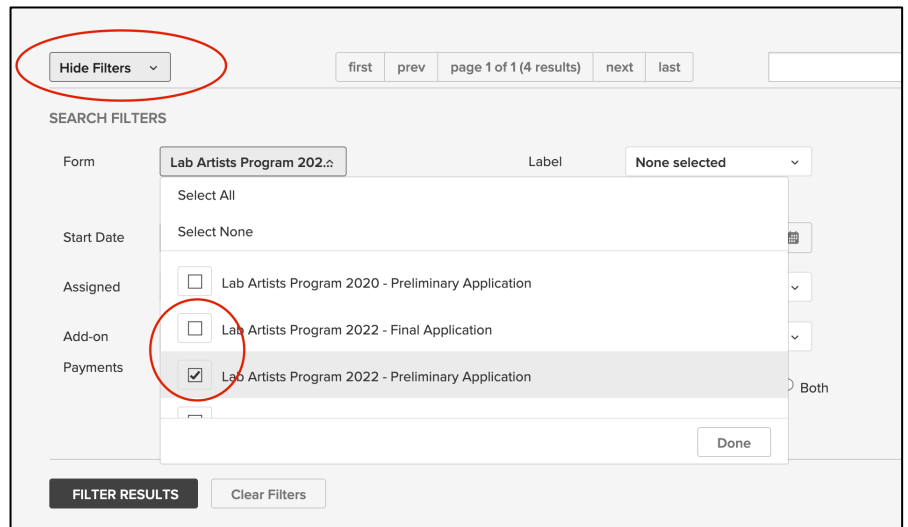 Hide Filters
first prev page 1 of 1 (4 results) next last
SEARCH FILTERS
Form Lab Artists Program 202... Label None selected
Select All
Start Date Select None
Assigned Lab Artists Program 2020 - Preliminary Application
Add-on Lab Artists Program 2022 - Final Application
Payments Lab Artists Program 2022 - Preliminary Application
Both
Done
FILTER RESULTS Clear Filters